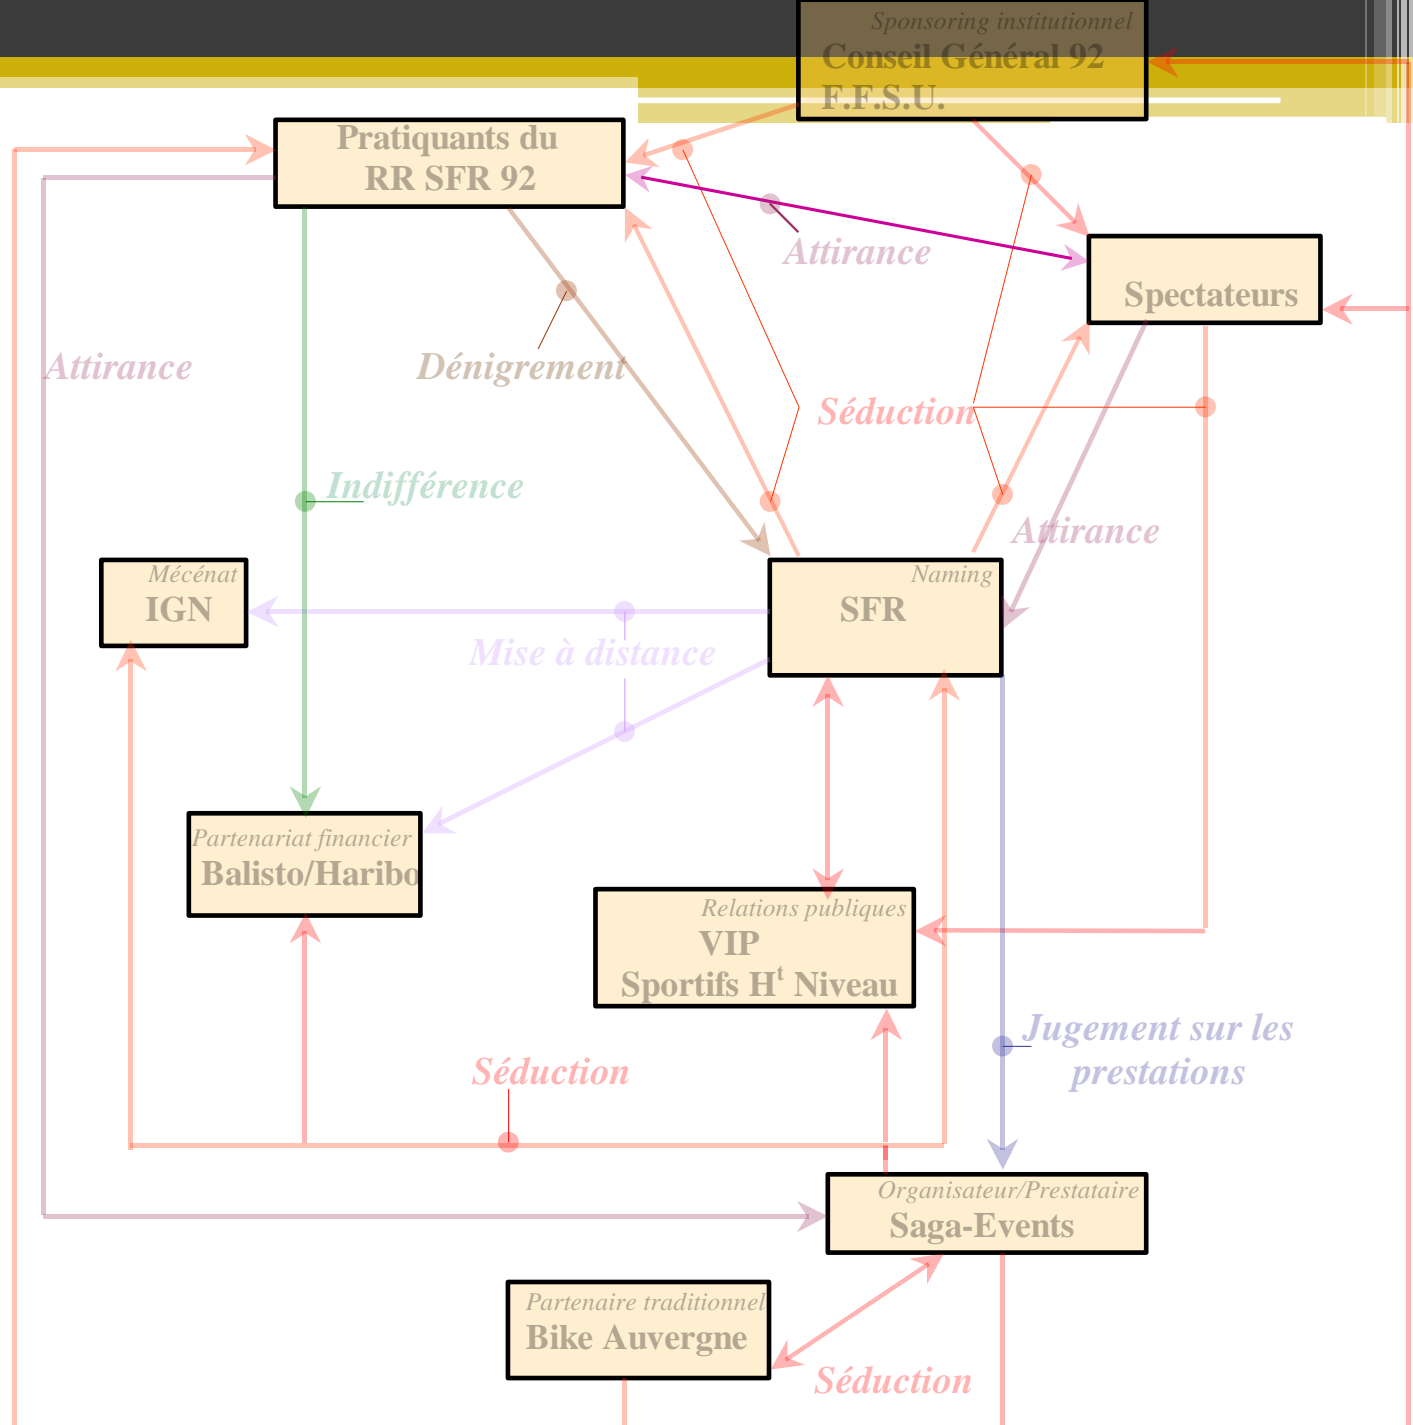 Sponsoring institutionnel
Conseil Général 92
F.F.S.U.
Pratiquants du
RR SFR 92
Attirance
Spectateurs
Attirance
Dénigrement
Séduction
Indifférence
Attirance
Mécénat
IGN
Naming
SFR
Mise à distance
Partenariat financier
Balisto/Haribo
Relations publiques
VIP
Sportifs Hᵗ Niveau
Jugement sur les
prestations
Séduction
Organisateur/Prestataire
Saga-Events
Partenaire traditionnel
Bike Auvergne
Séduction